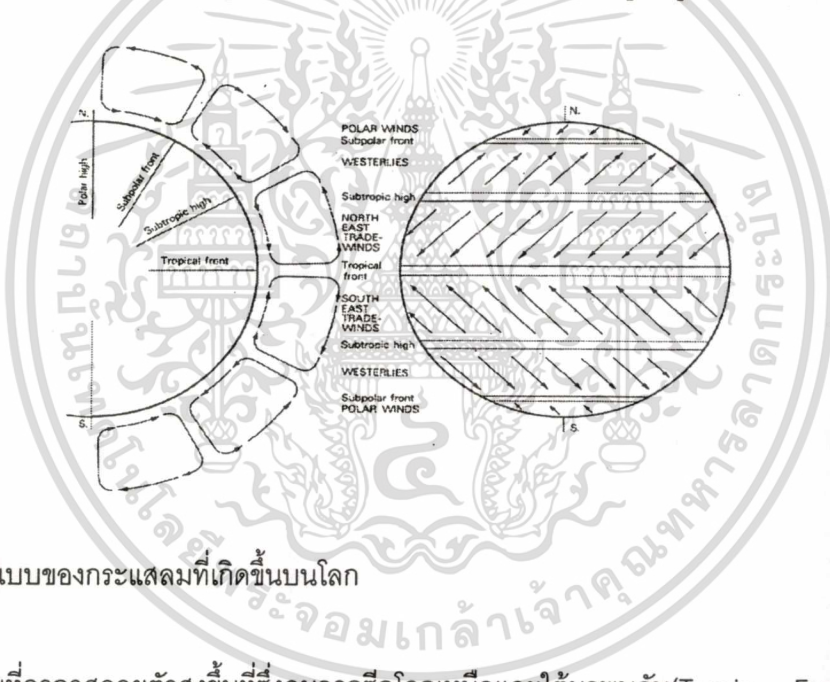 N.
Polar high
Subpolar front
Subtropic high
Tropical front
S.
POLAR WINDS
Subpolar front
WESTERLIES
Subtropic high
NORTH
EAST
TRADE-
WINDS
Tropical
front
SOUTH
EAST
TRADE-
WINDS
Subtropic high
WESTERLIES
Subpolar front
POLAR WINDS
N.
S.
แบบของกระแสลมที่เกิดขึ้นบนโลก